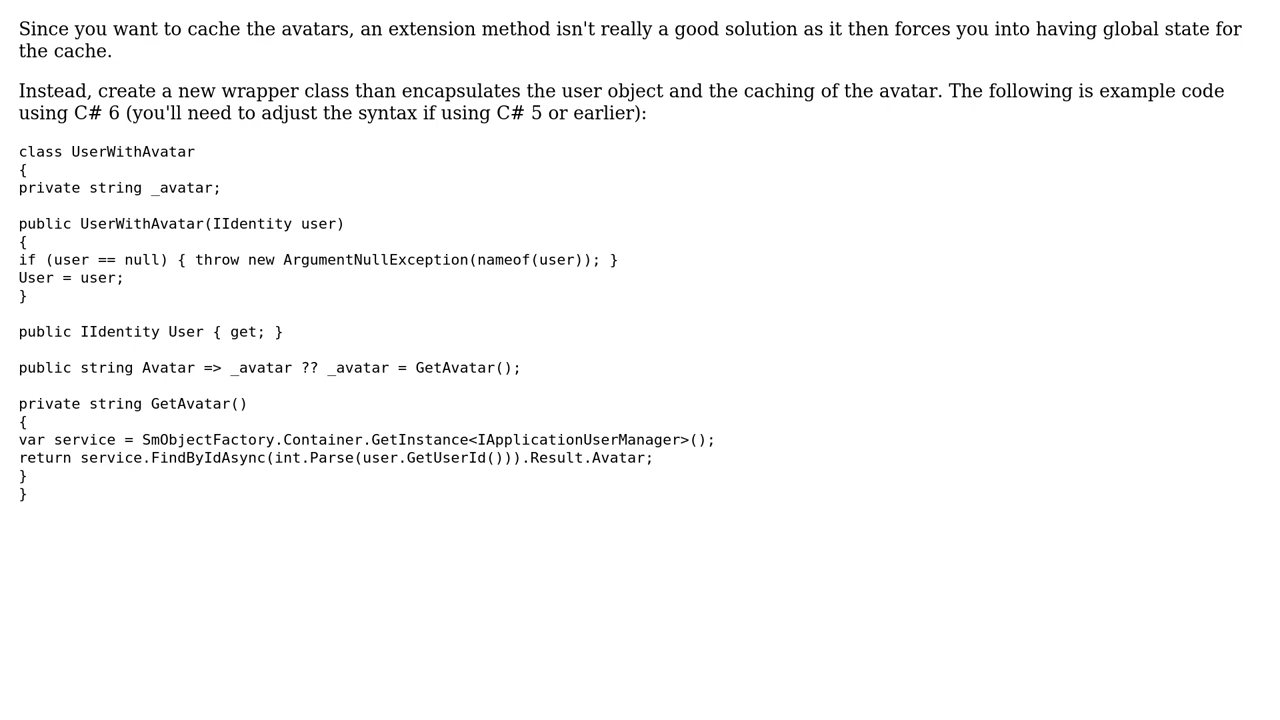 Since you want to cache the avatars, an extension method isn't really a good solution as it then forces you into having global state for
the cache.
Instead, create a new wrapper class than encapsulates the user object and the caching of the avatar. The following is example code
using C# 6 (you'll need to adjust the syntax if using C# 5 or earlier):
class UserWithAvatar
{
private string _avatar;
public UserWithAvatar(IIdentity user)
{
if (user == null) { throw new ArgumentNullException(nameof(user)); }
User = user;
}
public IIdentity User { get; }
public string Avatar => _avatar ?? _avatar = GetAvatar();
private string GetAvatar()
{
var service = SmObjectFactory.Container.GetInstance<IApplicationUserManager>();
return service.FindByIdAsync(int.Parse(user.GetUserId())).Result.Avatar;
}
}